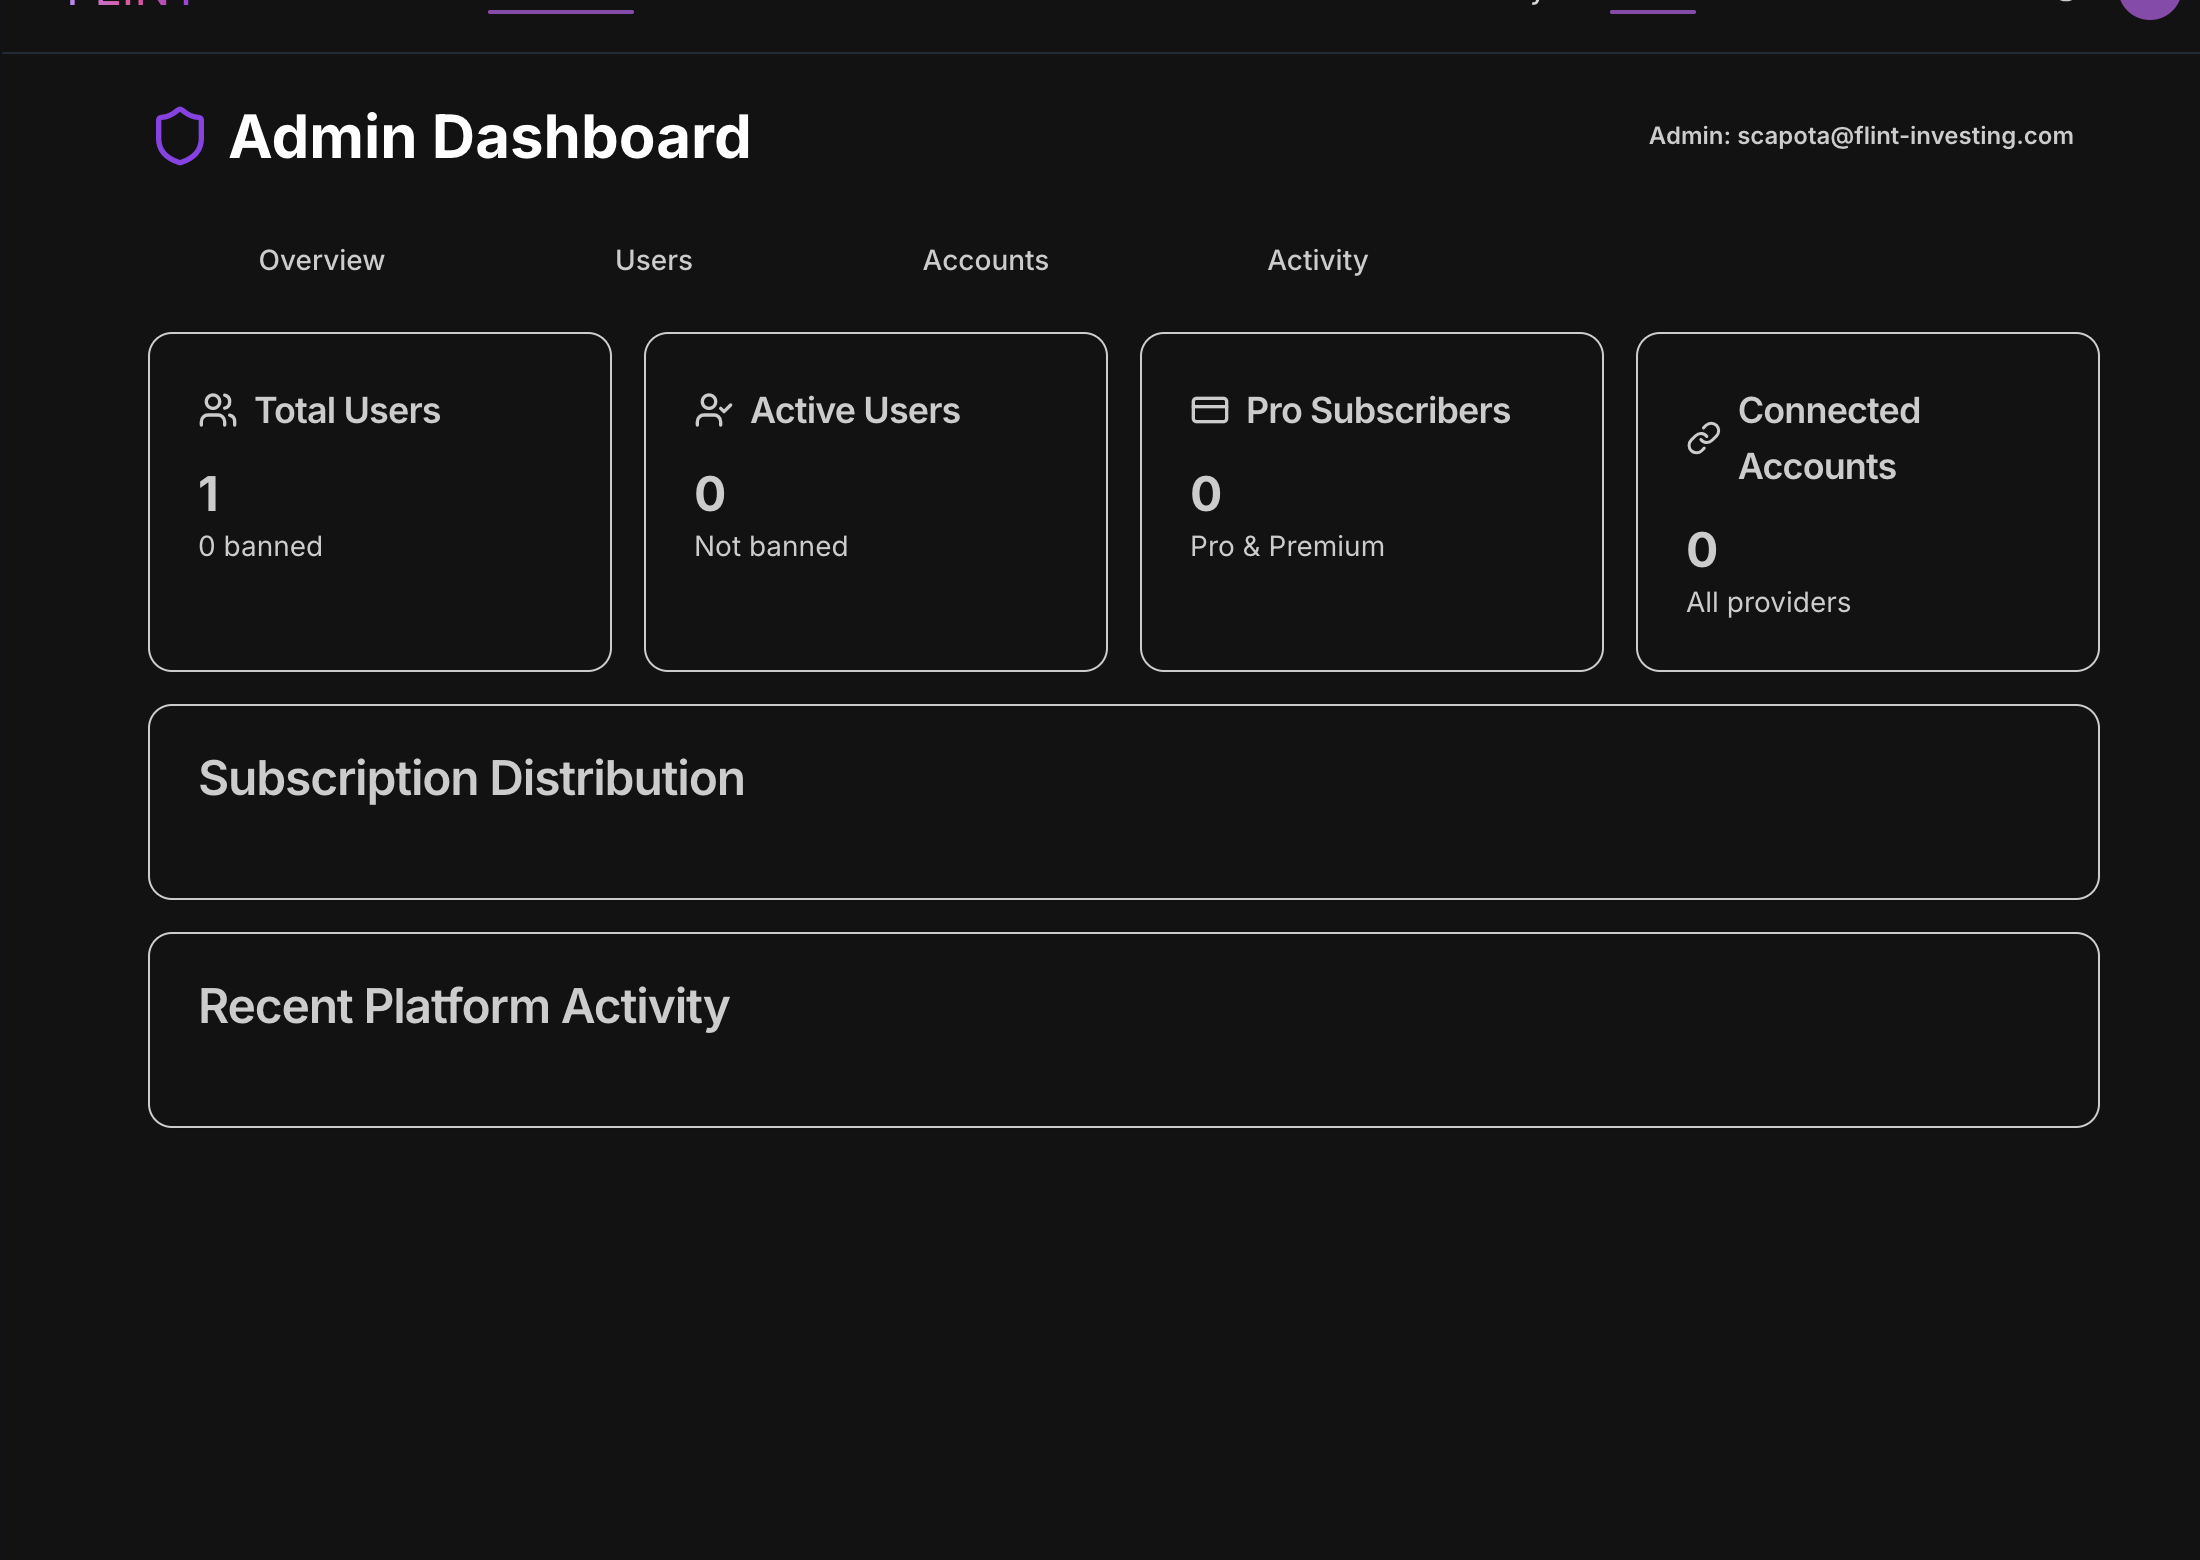 FLINT
Admin Dashboard
Admin: scapota@flint-investing.com
Overview
Users
Accounts
Activity
Total Users
1
0 banned
Active Users
0
Not banned
Pro Subscribers
0
Pro & Premium
Connected
Accounts
0
All providers
Subscription Distribution
Recent Platform Activity